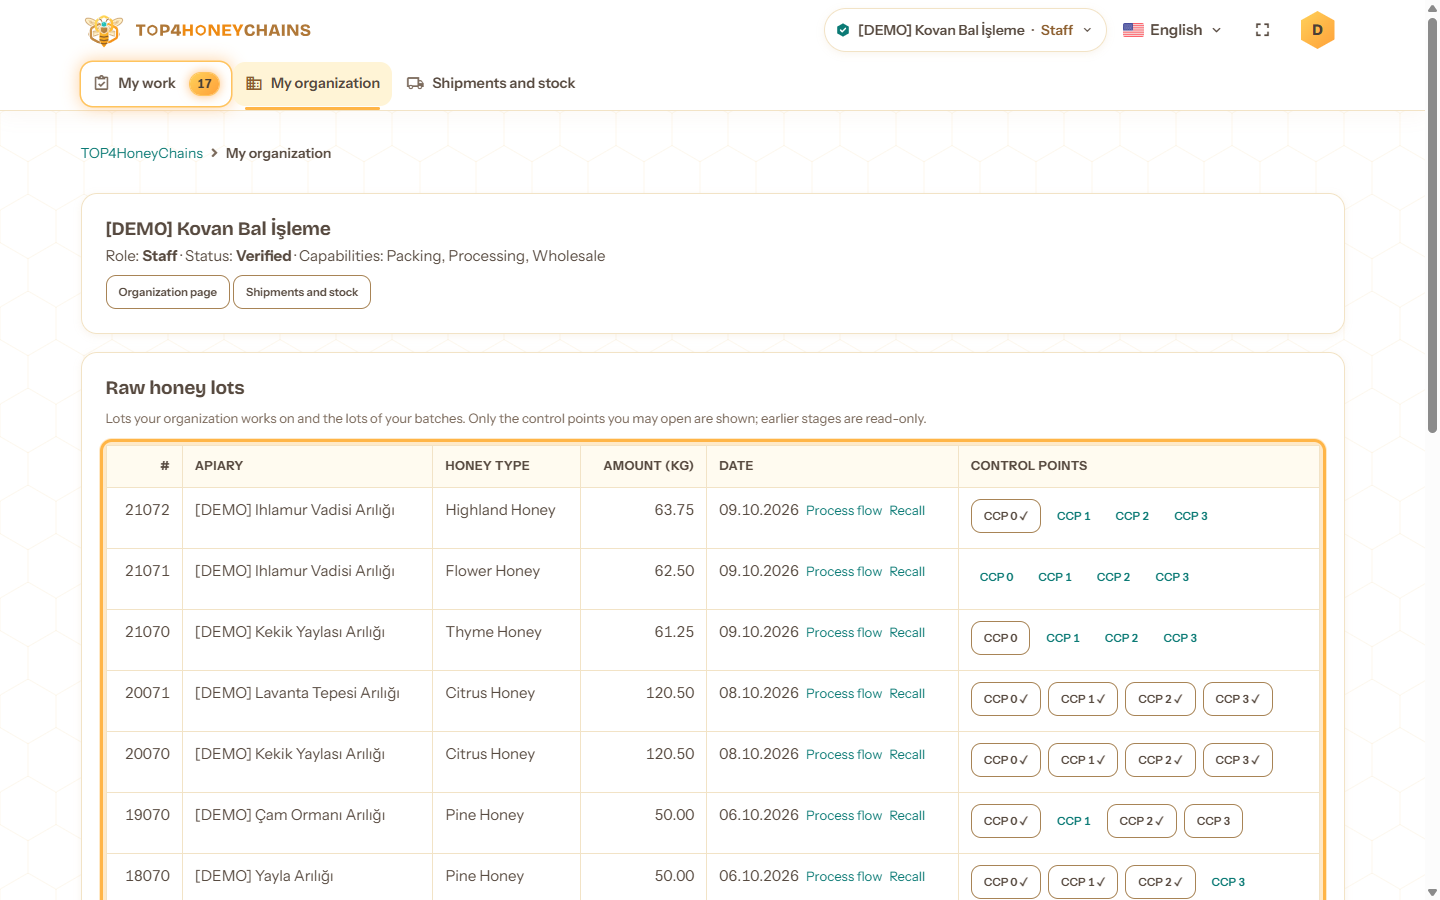 TOP4HONEYCHAINS
[DEMO] Kovan Bal İşleme · Staff
English
D
My work 17
My organization
Shipments and stock
TOP4HoneyChains > My organization
[DEMO] Kovan Bal İşleme
Role: Staff · Status: Verified · Capabilities: Packing, Processing, Wholesale
Organization page
Shipments and stock
Raw honey lots
Lots your organization works on and the lots of your batches. Only the control points you may open are shown; earlier stages are read-only.
# APIARY HONEY TYPE AMOUNT (KG) DATE CONTROL POINTS
21072 [DEMO] Ihlamur Vadisi Arılığı Highland Honey 63.75 09.10.2026 Process flow Recall CCP 0 ✓ CCP 1 CCP 2 CCP 3
21071 [DEMO] Ihlamur Vadisi Arılığı Flower Honey 62.50 09.10.2026 Process flow Recall CCP 0 CCP 1 CCP 2 CCP 3
21070 [DEMO] Kekik Yaylası Arılığı Thyme Honey 61.25 09.10.2026 Process flow Recall CCP 0 CCP 1 CCP 2 CCP 3
20071 [DEMO] Lavanta Tepesi Arılığı Citrus Honey 120.50 08.10.2026 Process flow Recall CCP 0 ✓ CCP 1 ✓ CCP 2 ✓ CCP 3 ✓
20070 [DEMO] Kekik Yaylası Arılığı Citrus Honey 120.50 08.10.2026 Process flow Recall CCP 0 ✓ CCP 1 ✓ CCP 2 ✓ CCP 3 ✓
19070 [DEMO] Çam Ormanı Arılığı Pine Honey 50.00 06.10.2026 Process flow Recall CCP 0 ✓ CCP 1 CCP 2 ✓ CCP 3
18070 [DEMO] Yayla Arılığı Pine Honey 50.00 06.10.2026 Process flow Recall CCP 0 ✓ CCP 1 ✓ CCP 2 ✓ CCP 3